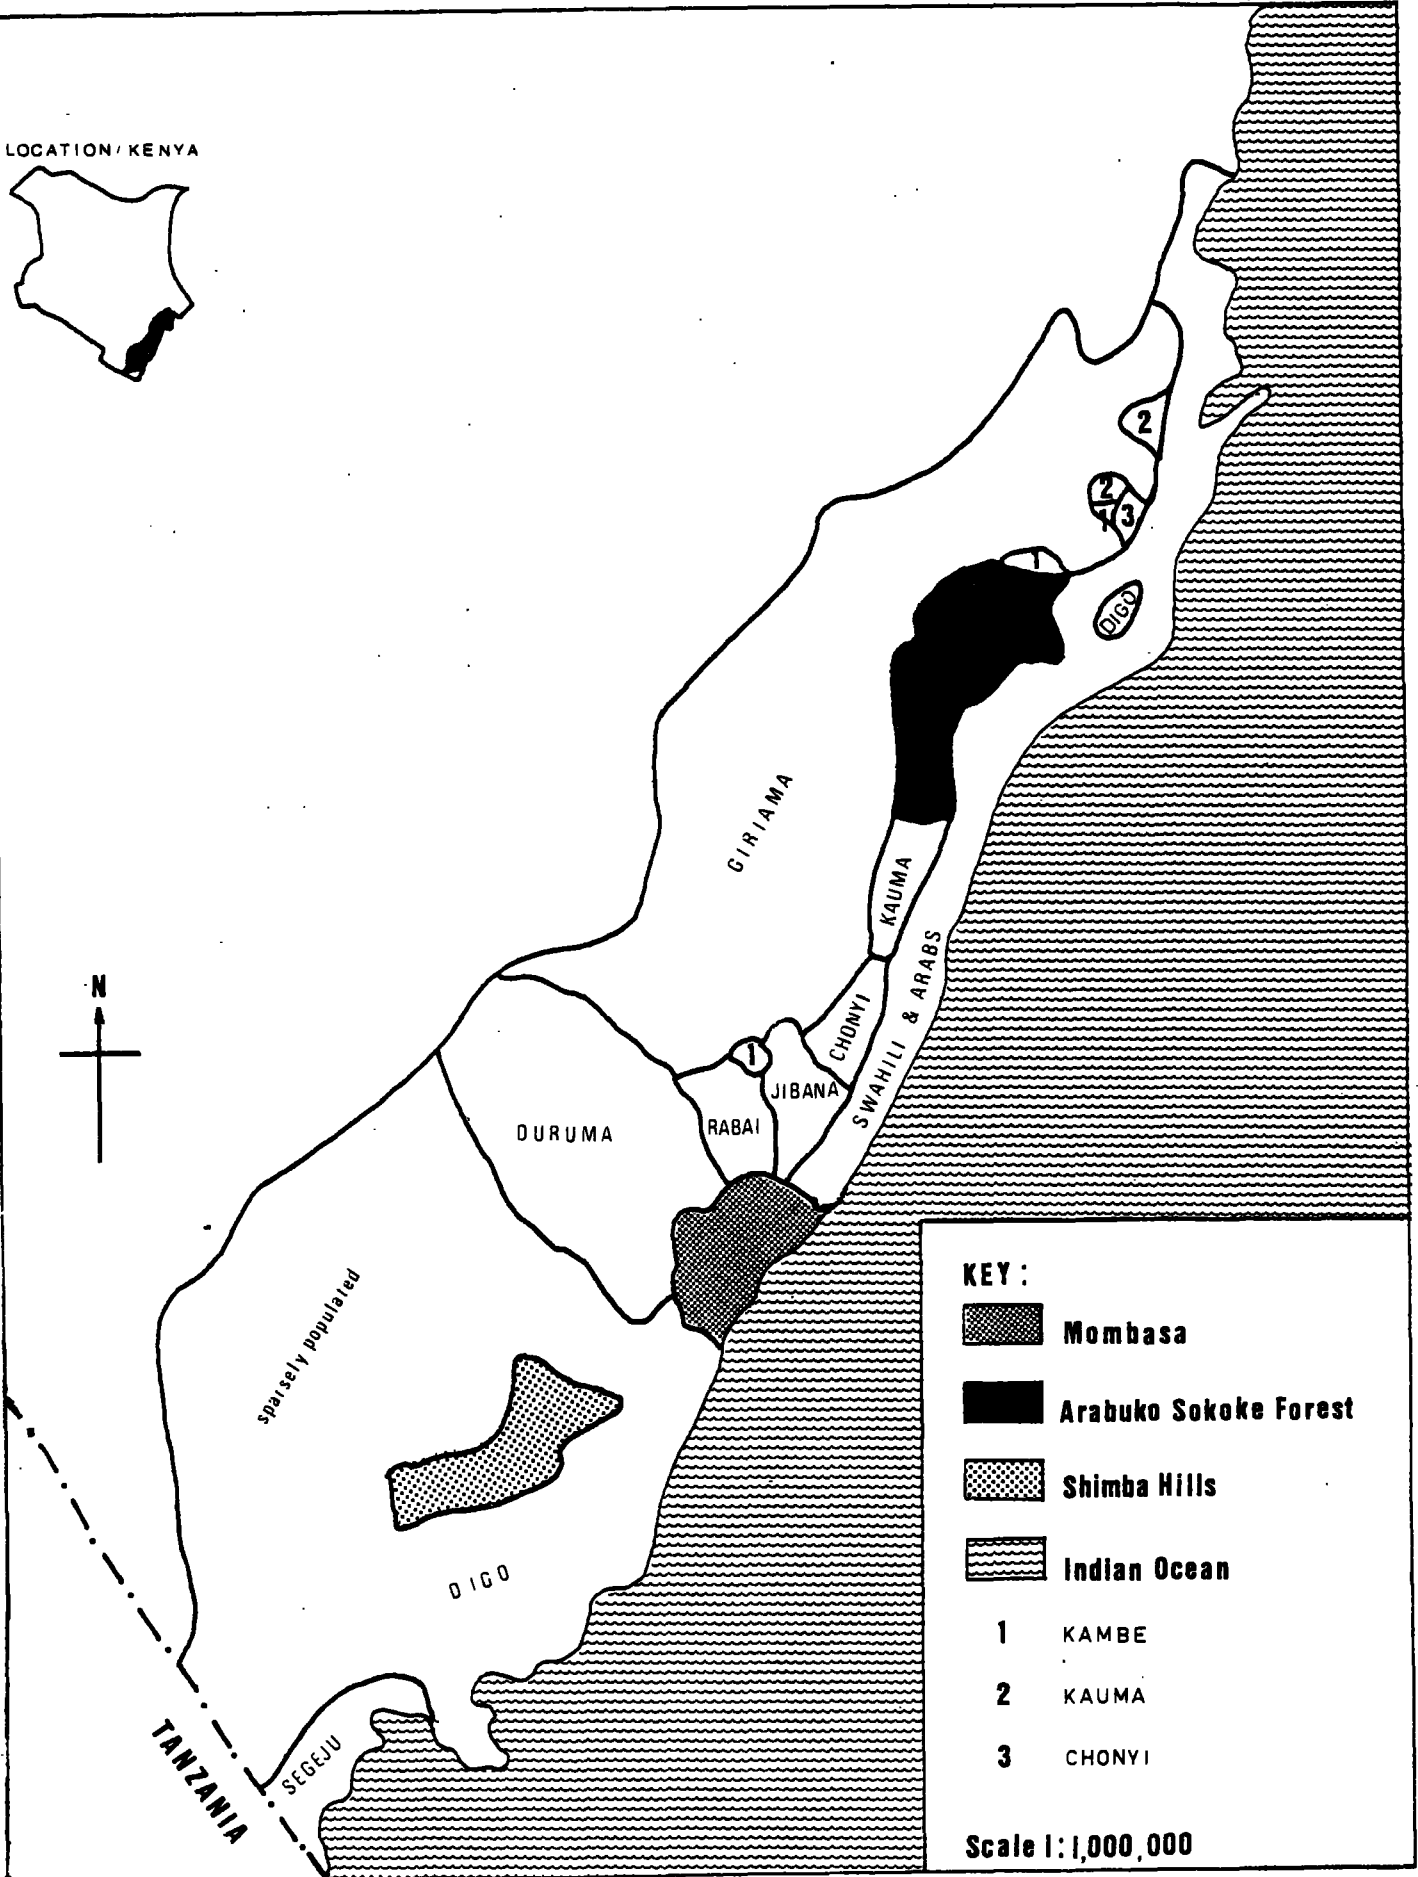 LOCATION/KENYA
2
2
1
3
1
DIGO
GIRIAMA
KAUMA
SWAHILI & ARABS
N
CHONYI
1
JIBANA
DURUMA
RABAI
sparsely populated
DIGO
SEGEJU
TANZANIA
KEY:
Mombasa
Arabuko Sokoke Forest
Shimba Hills
Indian Ocean
1 KAMBE
2 KAUMA
3 CHONYI
Scale 1:1,000,000